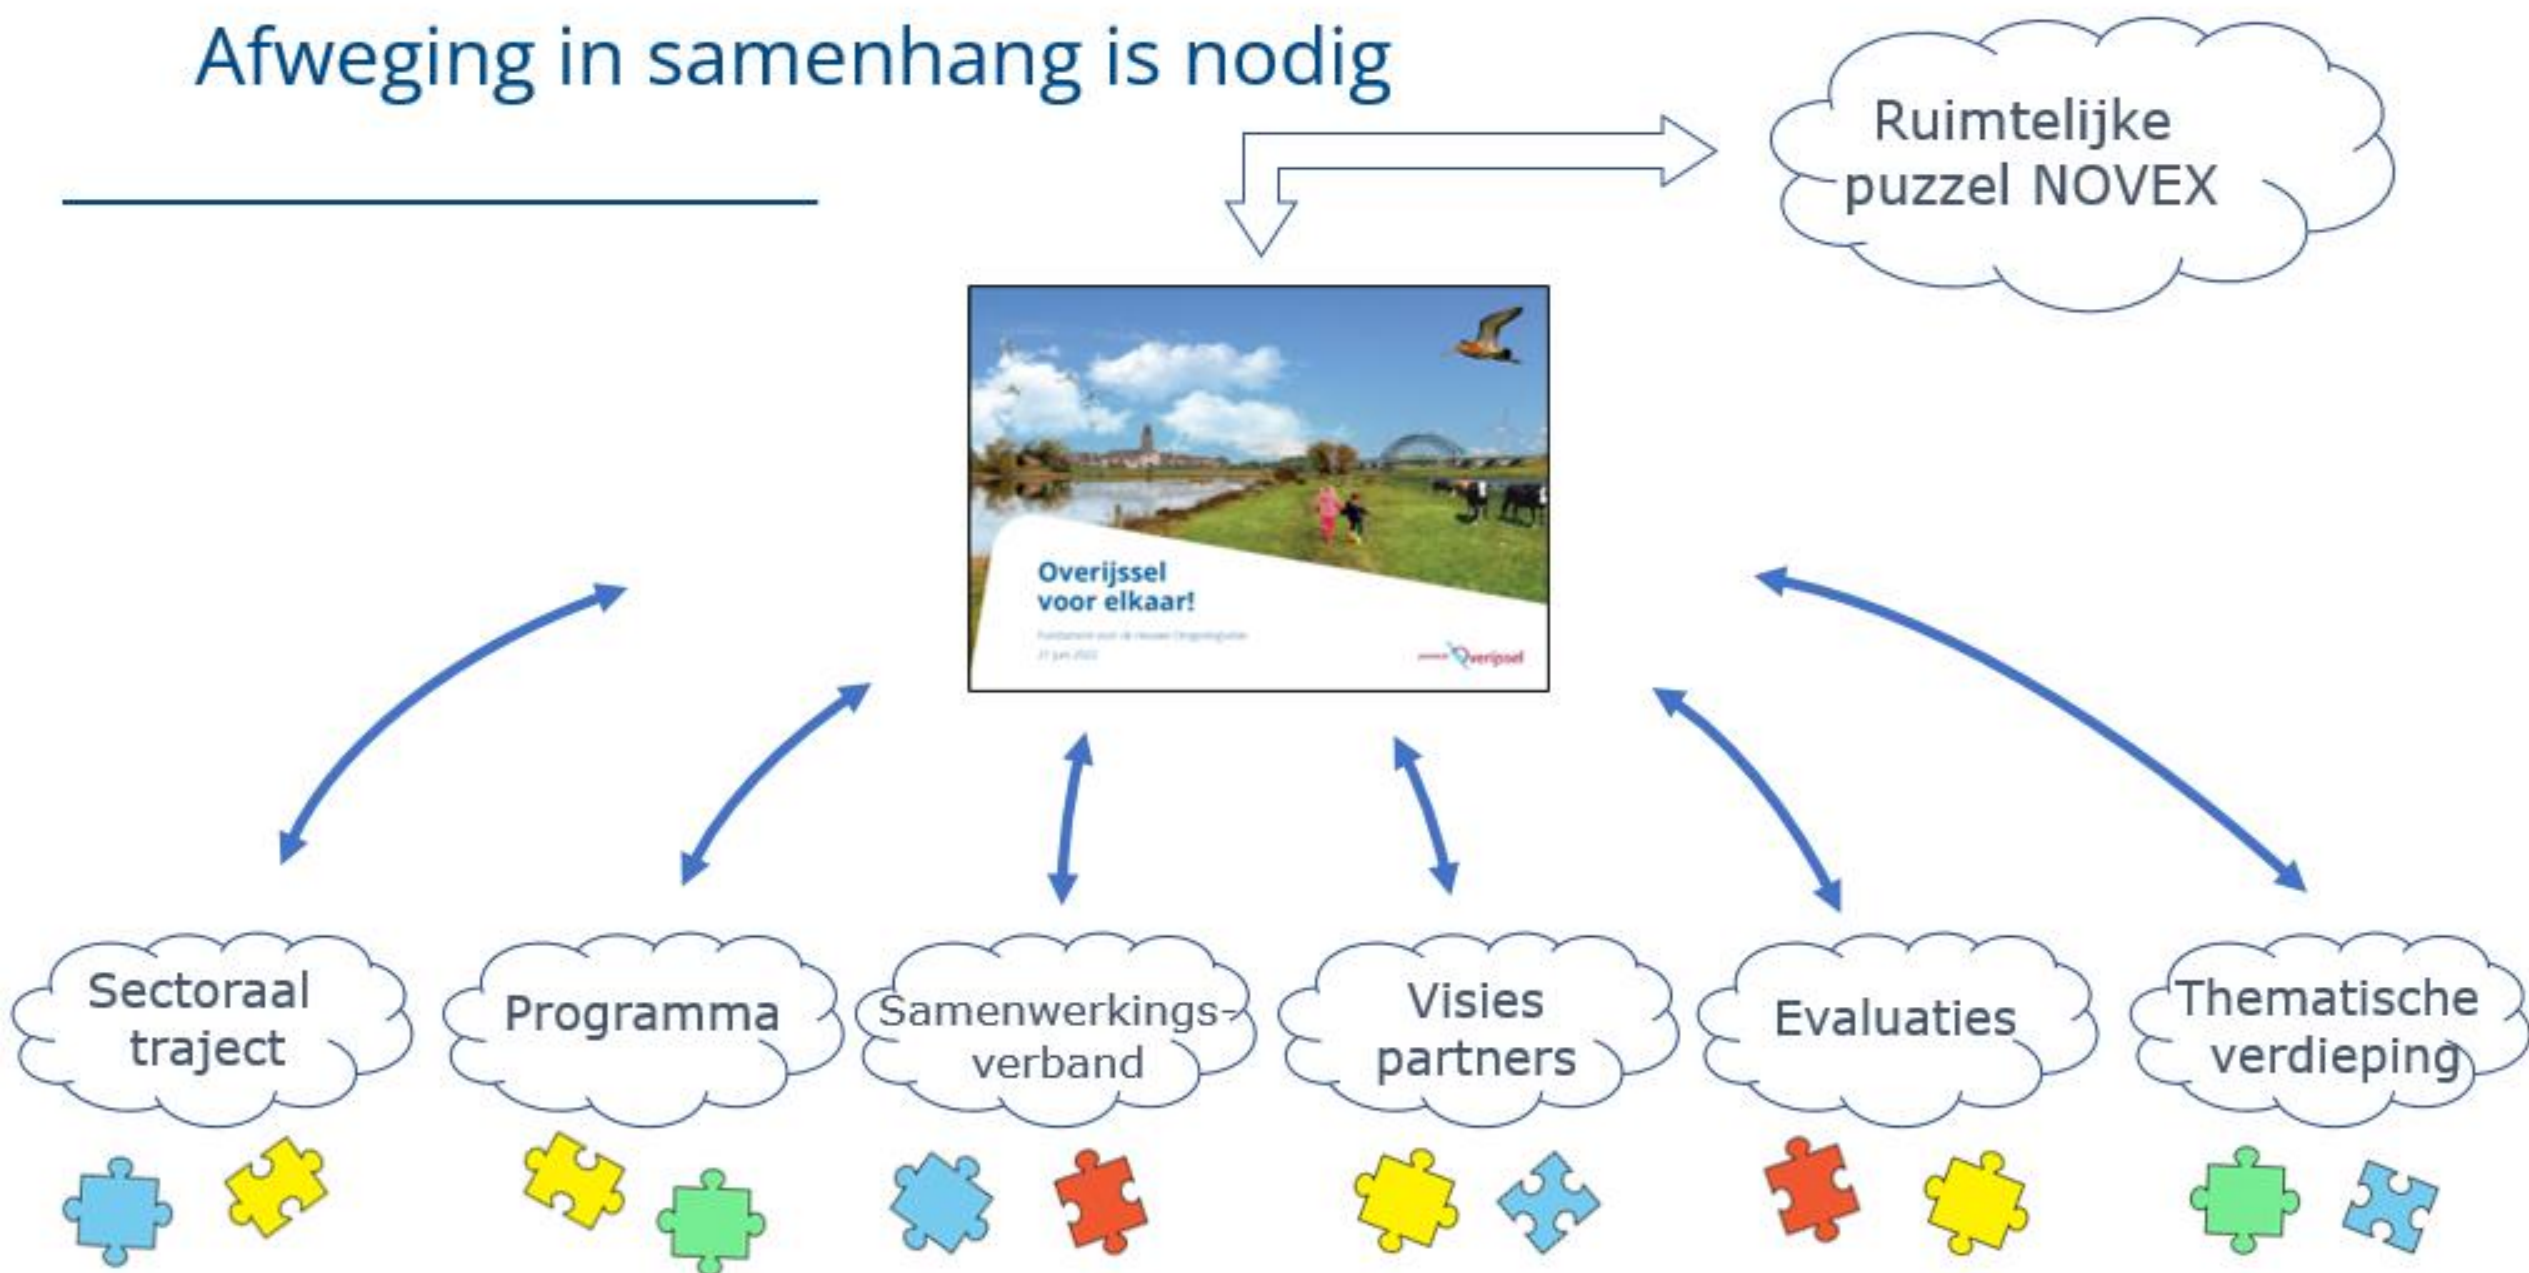 Afweging in samenhang is nodig
Ruimtelijke
puzzel NOVEX
Overijssel
voor elkaar!
Overijssel
Sectoraal
traject
Programma
Samenwerkings-
verband
Visies
partners
Evaluaties
Thematische
verdieping